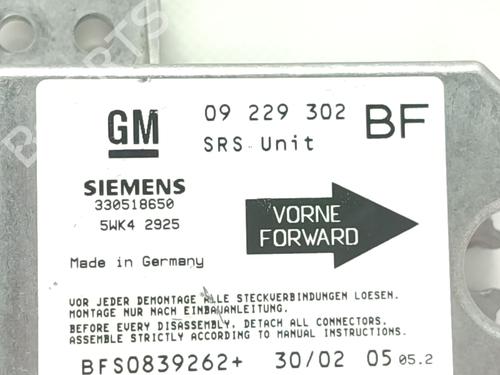 GM
09 229 302 BF
SRS Unit
SIEMENS
330518650
5WK4 2925
VORNE
FORWARD
Made in Germany
VOR JEDER DEMONTAGE ALLE STECKVERBINDUNGEN LOESEN.
MONTAGE NUR NACH EINBAUANLEITUNG.
BEFORE EVERY DISASSEMBLY, DETACH ALL CONNECTORS.
ASSEMBLE STRICTLY ACCORDING TO MANUAL INSTRUCTIONS.
BFS0839262+ 30/02 05 05.2